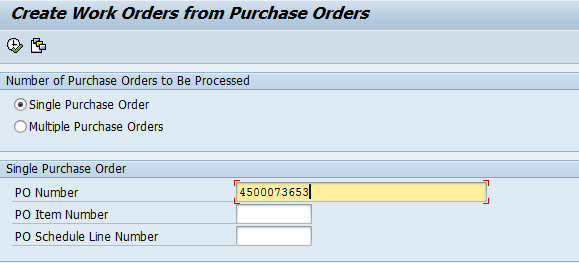 Create Work Orders from Purchase Orders
Number of Purchase Orders to Be Processed
Single Purchase Order
Multiple Purchase Orders
Single Purchase Order
PO Number 4500073653
PO Item Number
PO Schedule Line Number